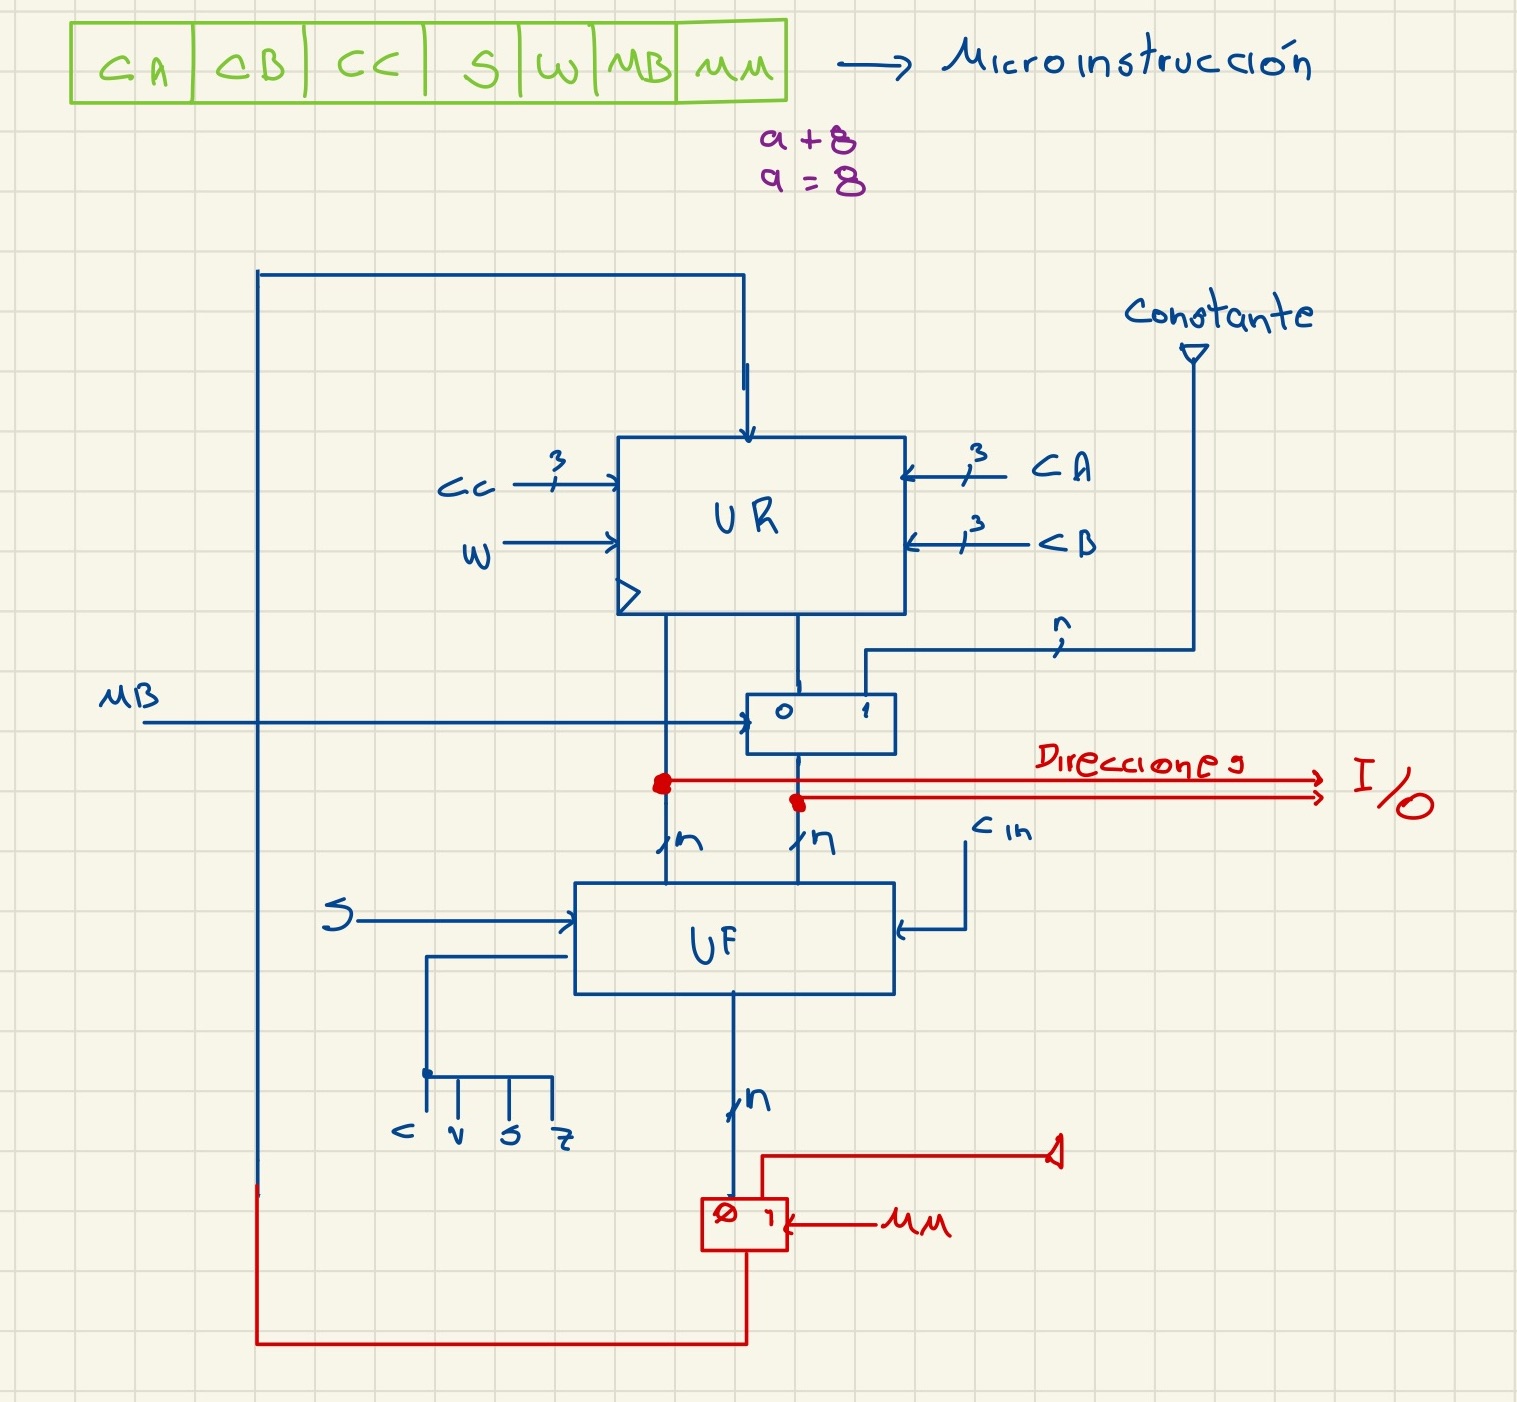 CA CB CC S W MB MM → Microinstrucción
a + 8
a = 8
Constante
CC 3 3 CA
UR
W 3 CB
n
MB 0 1
Direcciones I/O
n n Cin
S UF
n
C V S Z
0 1 MM